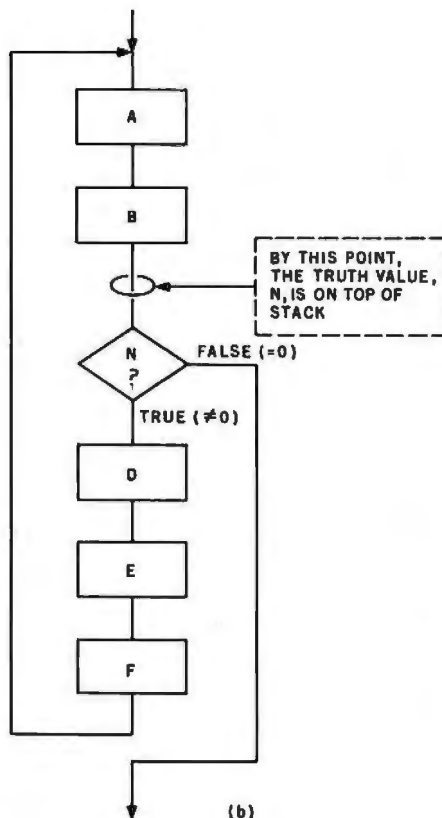 A
B
BY THIS POINT,
THE TRUTH VALUE,
N, IS ON TOP OF
STACK
N
?
FALSE (=0)
TRUE (≠0)
D
E
F
(b)